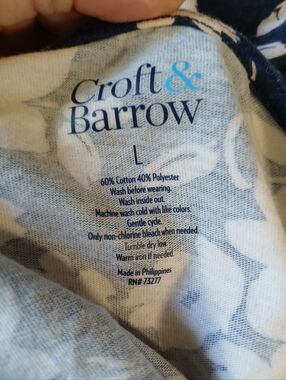 Croft &
Barrow
L
60% Cotton 40% Polyester
Wash before wearing.
Wash inside out.
Machine wash cold with like colors.
Gentle cycle.
Only non-chlorine bleach when needed.
Tumble dry low
Warm iron if needed.
Made in Philippines
RN# 73277